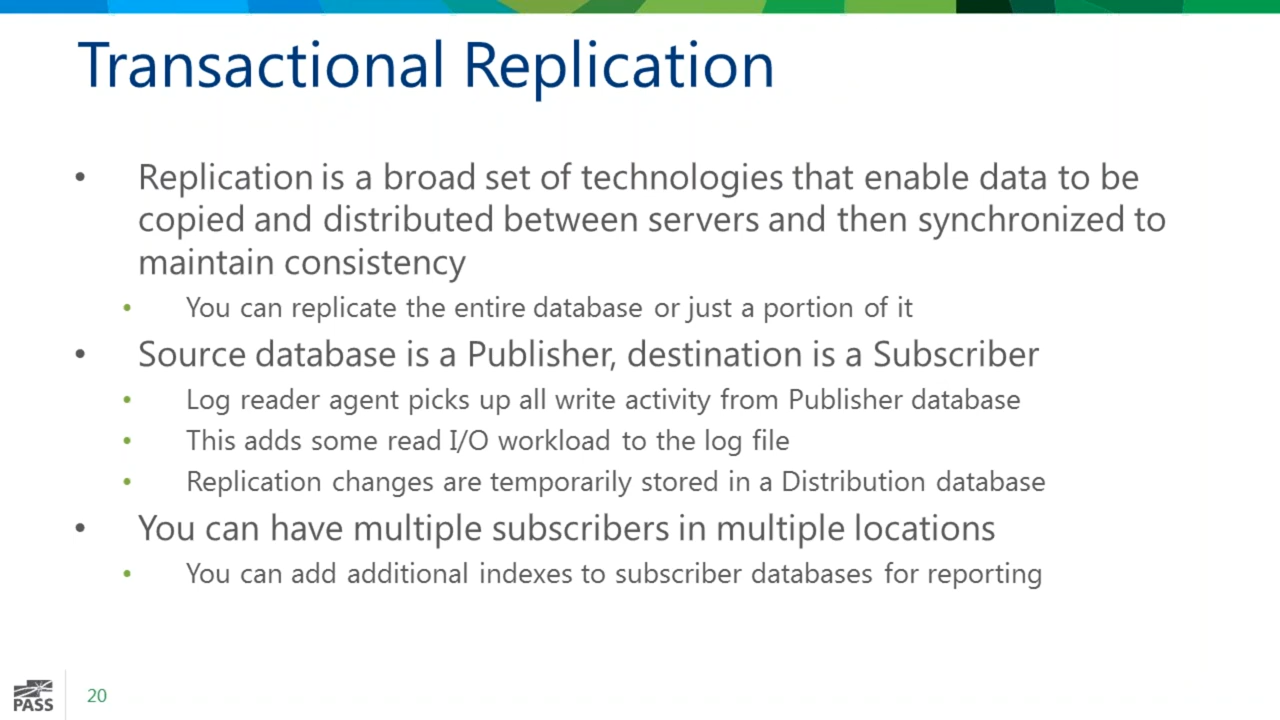 Transactional Replication
• Replication is a broad set of technologies that enable data to be
copied and distributed between servers and then synchronized to
maintain consistency
• You can replicate the entire database or just a portion of it
• Source database is a Publisher, destination is a Subscriber
• Log reader agent picks up all write activity from Publisher database
• This adds some read I/O workload to the log file
• Replication changes are temporarily stored in a Distribution database
• You can have multiple subscribers in multiple locations
• You can add additional indexes to subscriber databases for reporting
PASS
20